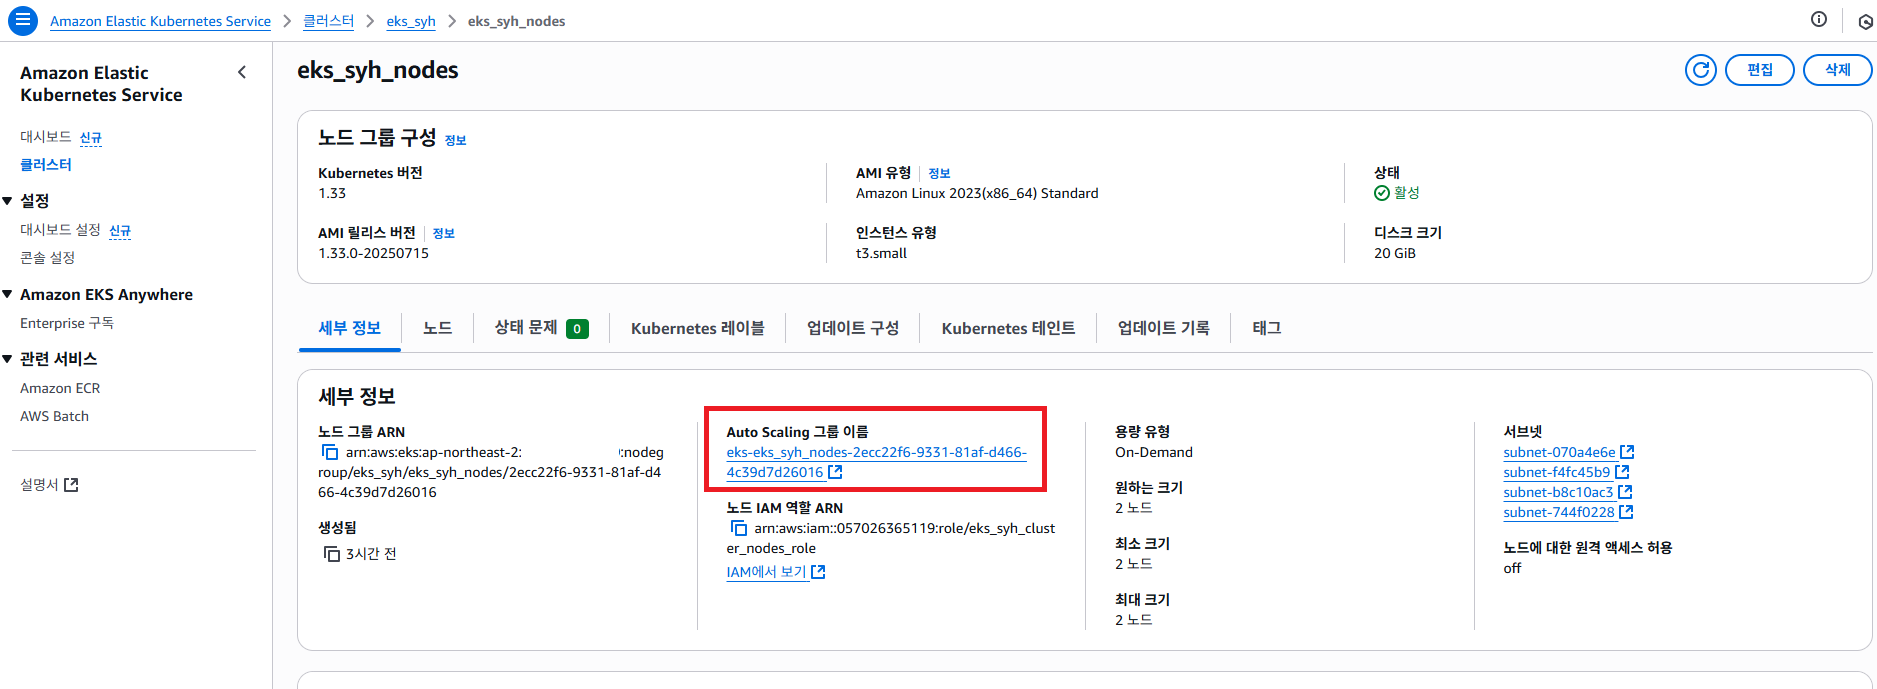 Amazon Elastic Kubernetes Service > 클러스터 > eks_syh > eks_syh_nodes
Amazon Elastic
Kubernetes Service
대시보드 신규
클러스터
설정
대시보드 설정 신규
콘솔 설정
Amazon EKS Anywhere
Enterprise 구독
관련 서비스
Amazon ECR
AWS Batch
설명서
eks_syh_nodes
편집
삭제
노드 그룹 구성 정보
Kubernetes 버전
1.33
AMI 유형 정보
Amazon Linux 2023(x86_64) Standard
상태
활성
AMI 릴리스 버전 정보
1.33.0-20250715
인스턴스 유형
t3.small
디스크 크기
20 GiB
세부 정보
노드
상태 문제 0
Kubernetes 레이블
업데이트 구성
Kubernetes 테인트
업데이트 기록
태그
세부 정보
노드 그룹 ARN
arn:aws:eks:ap-northeast-2: :nodeg
roup/eks_syh/eks_syh_nodes/2ecc22f6-9331-81af-d4
66-4c39d7d26016
생성됨
3시간 전
Auto Scaling 그룹 이름
eks-eks_syh_nodes-2ecc22f6-9331-81af-d466-
4c39d7d26016
노드 IAM 역할 ARN
arn:aws:iam::057026365119:role/eks_syh_clust
er_nodes_role
IAM에서 보기
용량 유형
On-Demand
원하는 크기
2 노드
최소 크기
2 노드
최대 크기
2 노드
서브넷
subnet-070a4e6e
subnet-f4fc45b9
subnet-b8c10ac3
subnet-744f0228
노드에 대한 원격 액세스 허용
off